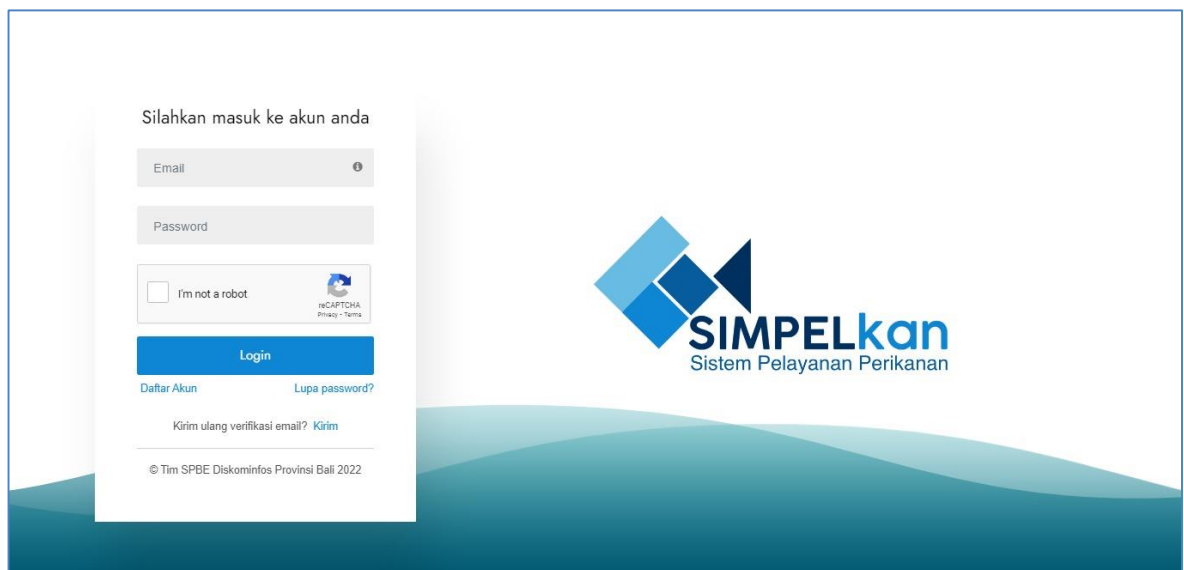 Silahkan masuk ke akun anda
Email
Password
I'm not a robot
reCAPTCHA
Privacy - Terms
Login
Daftar Akun Lupa password?
Kirim ulang verifikasi email? Kirim
© Tim SPBE Diskominfos Provinsi Bali 2022
SIMPELkan
Sistem Pelayanan Perikanan